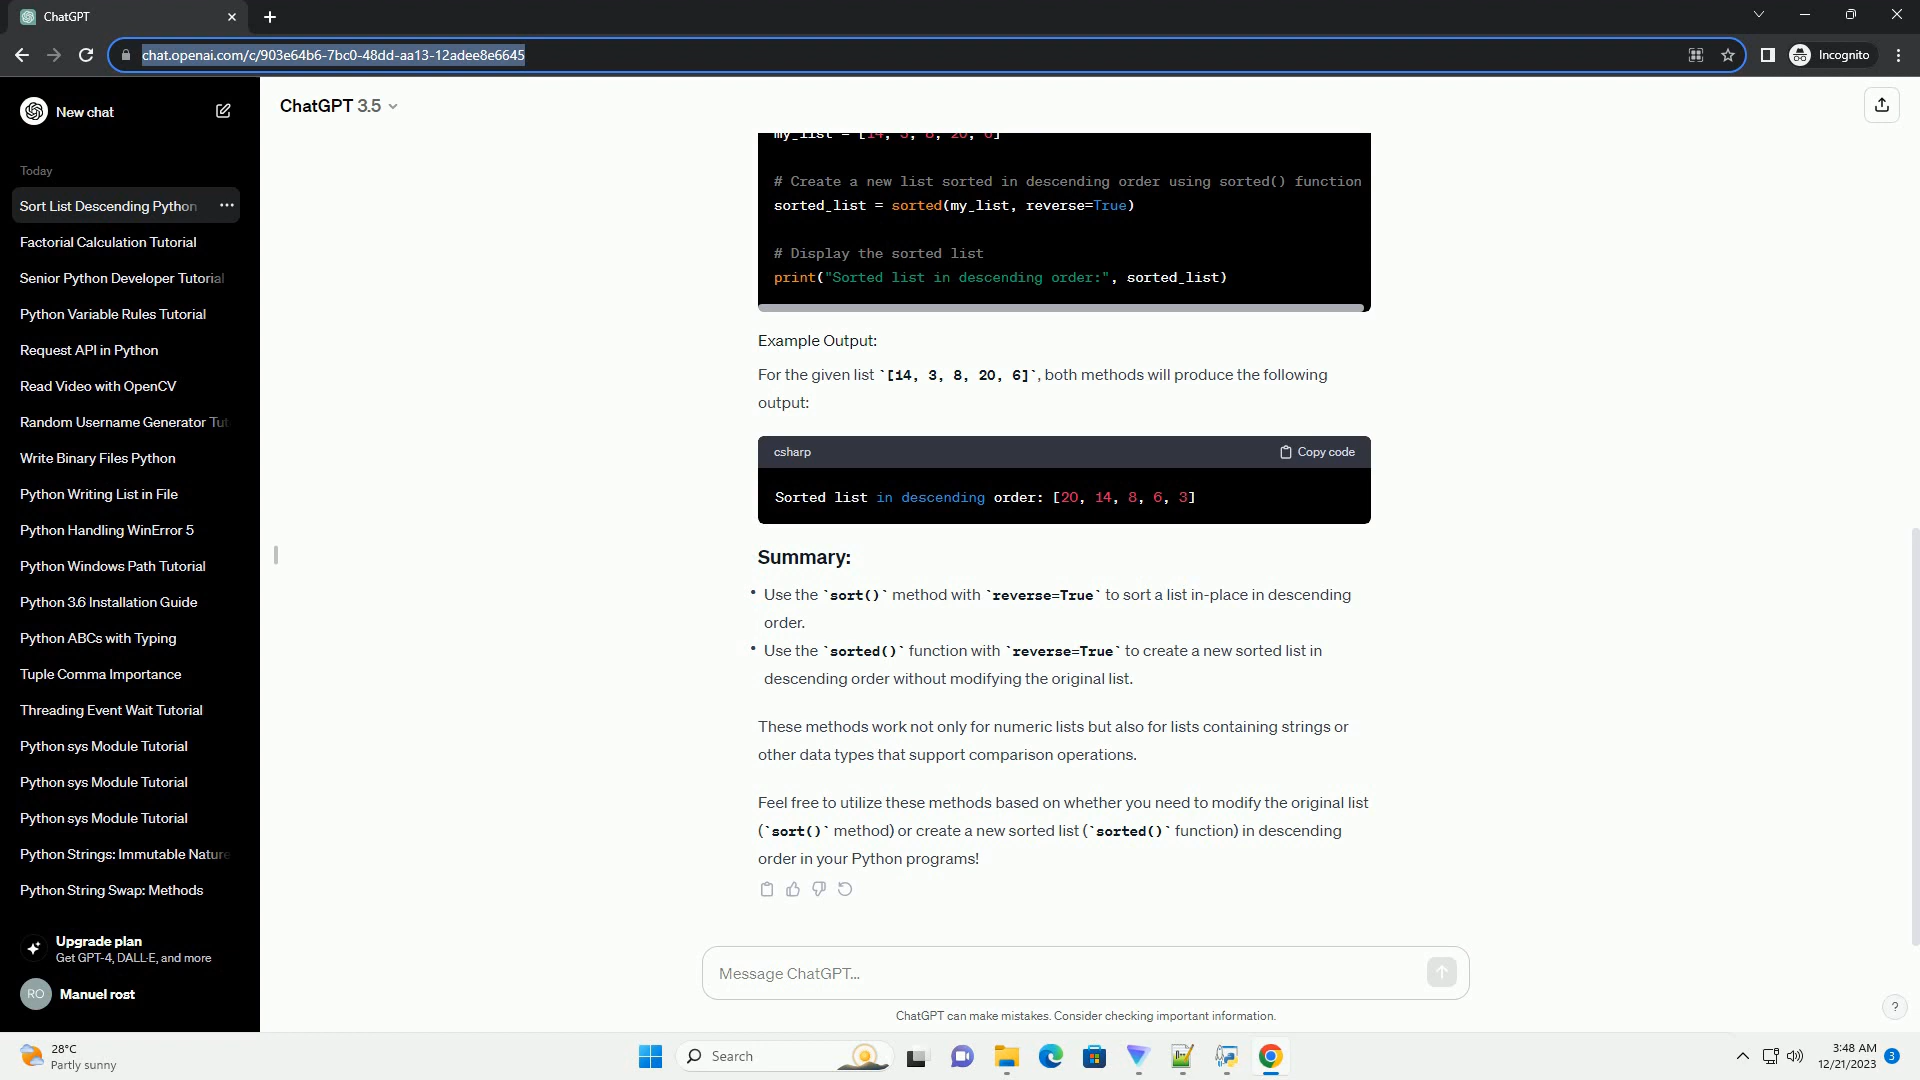 ChatGPT
chat.openai.com/c/903e64b6-7bc0-48dd-aa13-12adee8e6645
Incognito
New chat
Today
Sort List Descending Python
Factorial Calculation Tutorial
Senior Python Developer Tutorial
Python Variable Rules Tutorial
Request API in Python
Read Video with OpenCV
Random Username Generator Tut
Write Binary Files Python
Python Writing List in File
Python Handling WinError 5
Python Windows Path Tutorial
Python 3.6 Installation Guide
Python ABCs with Typing
Tuple Comma Importance
Threading Event Wait Tutorial
Python sys Module Tutorial
Python sys Module Tutorial
Python sys Module Tutorial
Python Strings: Immutable Nature
Python String Swap: Methods
Upgrade plan
Get GPT-4, DALL·E, and more
RO
Manuel rost
ChatGPT 3.5
my_list = [14, 3, 8, 20, 6]
# Create a new list sorted in descending order using sorted() function
sorted_list = sorted(my_list, reverse=True)
# Display the sorted list
print("Sorted list in descending order:", sorted_list)
Example Output:
For the given list `[14, 3, 8, 20, 6]`, both methods will produce the following
output:
csharp
Copy code
Sorted list in descending order: [20, 14, 8, 6, 3]
Summary:
• Use the `sort()` method with `reverse=True` to sort a list in-place in descending
order.
• Use the `sorted()` function with `reverse=True` to create a new sorted list in
descending order without modifying the original list.
These methods work not only for numeric lists but also for lists containing strings or
other data types that support comparison operations.
Feel free to utilize these methods based on whether you need to modify the original list
(`sort()` method) or create a new sorted list (`sorted()` function) in descending
order in your Python programs!
Message ChatGPT...
ChatGPT can make mistakes. Consider checking important information.
?
28°C
Partly sunny
Search
3:48 AM
12/21/2023
3